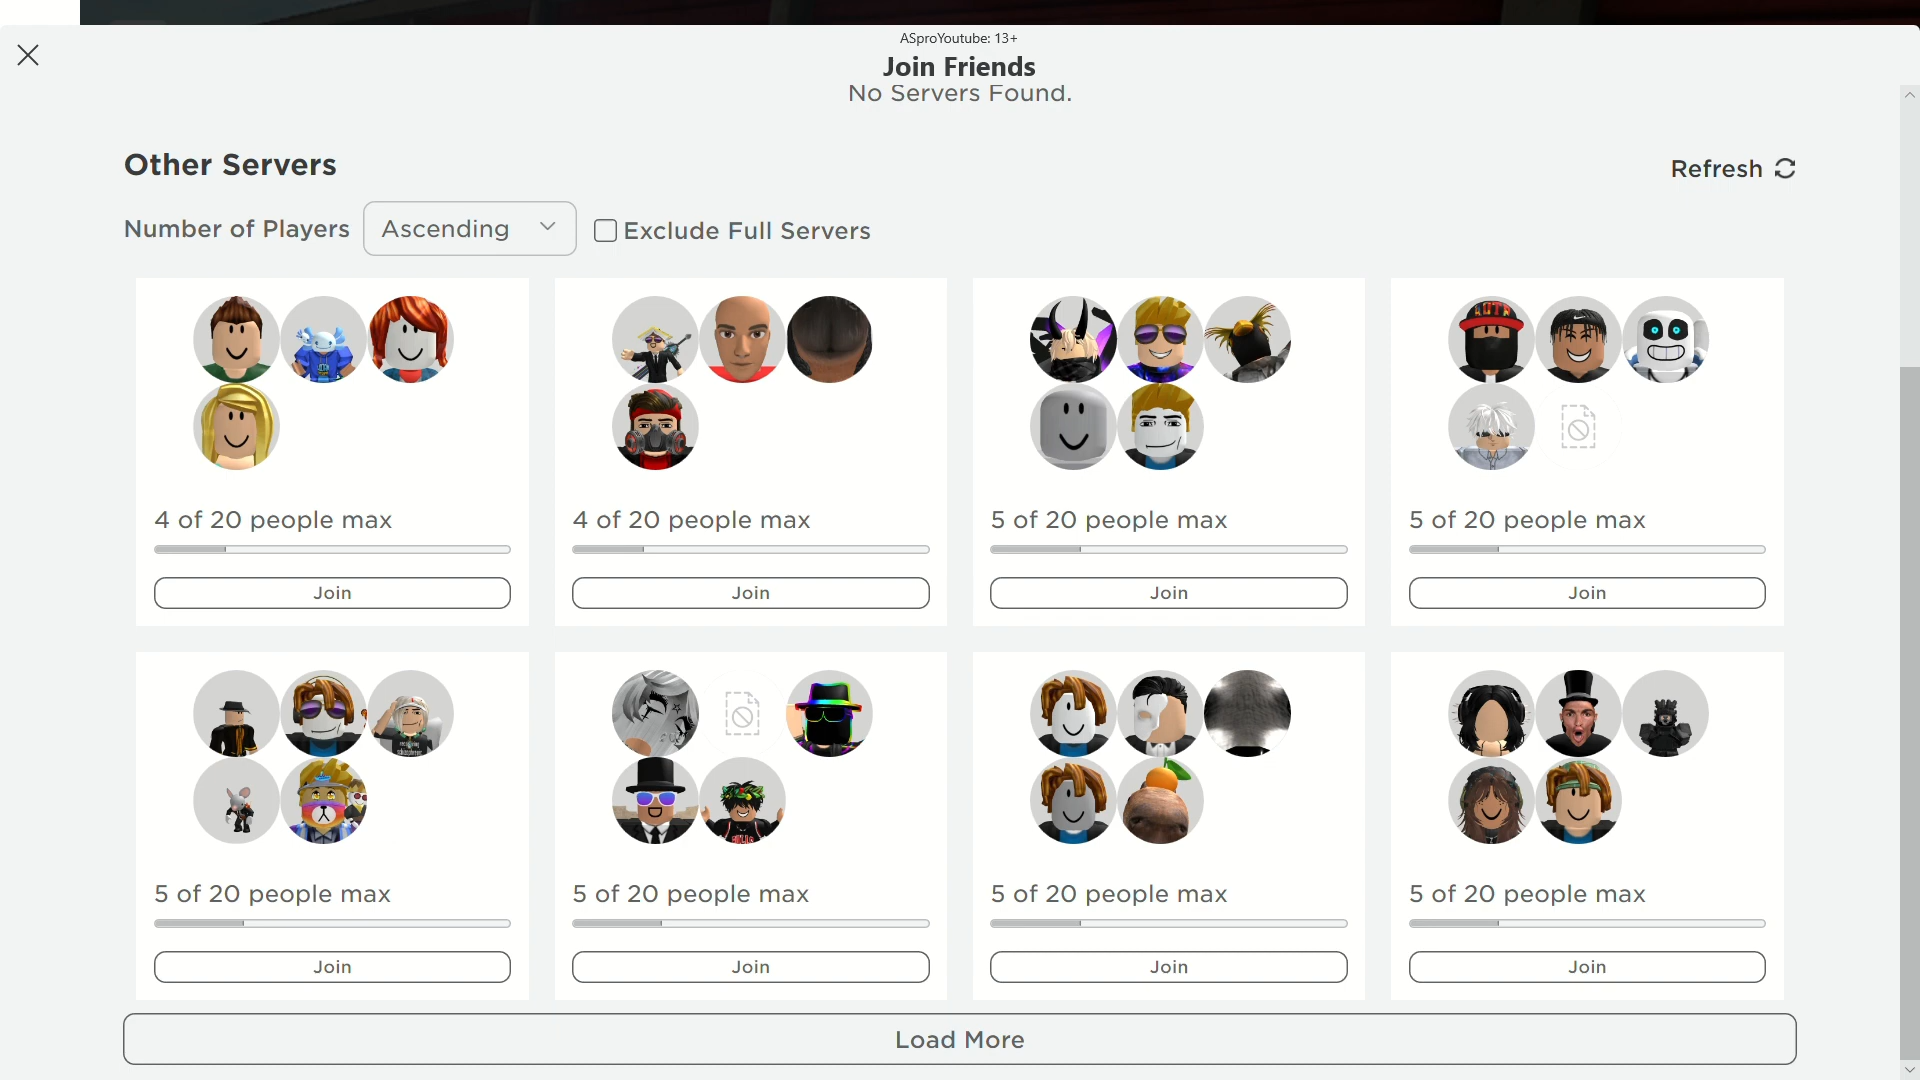 ASproYoutube: 13+
Join Friends
No Servers Found.
Other Servers
Refresh
Number of Players
Ascending
Exclude Full Servers
4 of 20 people max
4 of 20 people max
5 of 20 people max
5 of 20 people max
Join
Join
Join
Join
5 of 20 people max
5 of 20 people max
5 of 20 people max
5 of 20 people max
Join
Join
Join
Join
Load More